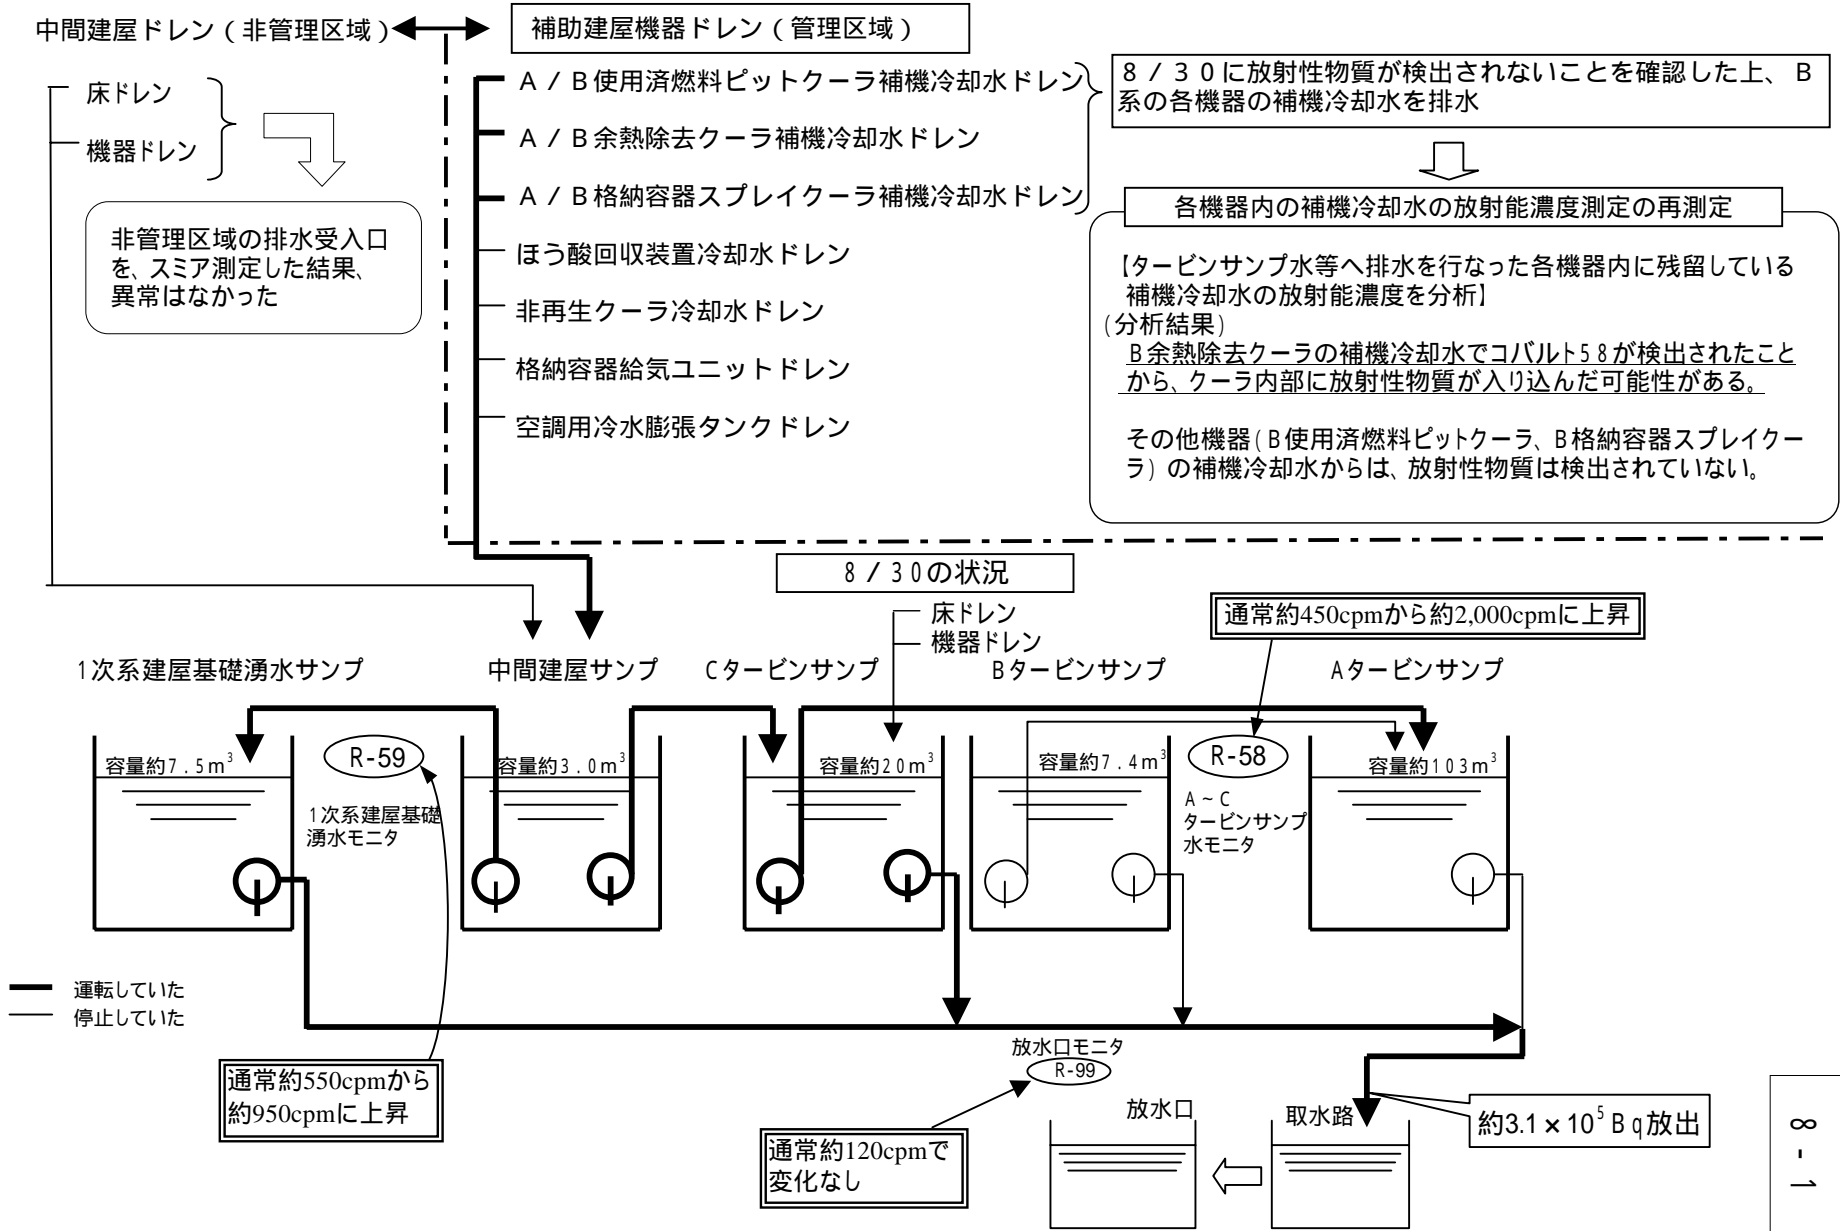 中間建屋ドレン(非管理区域)
補助建屋機器ドレン(管理区域)
床ドレン
機器ドレン
非管理区域の排水受入口
を、スミア測定した結果、
異常はなかった
A/B使用済燃料ピットクーラ補機冷却水ドレン
A/B余熱除去クーラ補機冷却水ドレン
A/B格納容器スプレイクーラ補機冷却水ドレン
ほう酸回収装置冷却水ドレン
非再生クーラ冷却水ドレン
格納容器給気ユニットドレン
空調用冷水膨張タンクドレン
8/30に放射性物質が検出されないことを確認した上、B
系の各機器の補機冷却水を排水
各機器内の補機冷却水の放射能濃度測定の再測定
【タービンサンプ水等へ排水を行なった各機器内に残留している
補機冷却水の放射能濃度を分析】
(分析結果)
B余熱除去クーラの補機冷却水でコバルト58が検出されたこと
から、クーラ内部に放射性物質が入り込んだ可能性がある。
その他機器(B使用済燃料ピットクーラ、B格納容器スプレイクー
ラ)の補機冷却水からは、放射性物質は検出されていない。
8/30の状況
床ドレン
機器ドレン
通常約450cpmから約2,000cpmに上昇
1次系建屋基礎湧水サンプ
中間建屋サンプ
Cタービンサンプ
Bタービンサンプ
Aタービンサンプ
容量約7.5m³
R-59
容量約3.0m³
容量約20m³
容量約7.4m³
R-58
容量約103m³
1次系建屋基礎
湧水モニタ
A~C
タービンサンプ
水モニタ
運転していた
停止していた
通常約550cpmから
約950cpmに上昇
放水口モニタ
R-99
通常約120cpmで
変化なし
放水口
取水路
約3.1×10⁵Bq放出
8-1